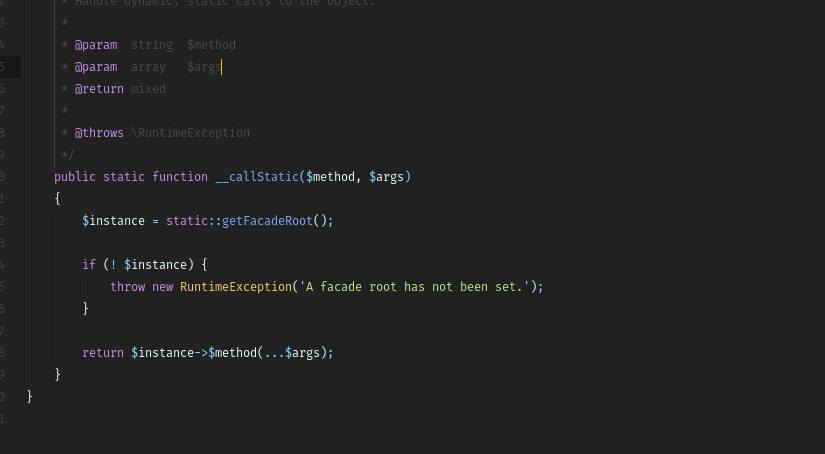 * Handle dynamic, static calls to the object.
*
* @param  string  $method
* @param  array   $args
* @return mixed
*
* @throws \RuntimeException
*/
public static function __callStatic($method, $args)
{
$instance = static::getFacadeRoot();
if (! $instance) {
throw new RuntimeException('A facade root has not been set.');
}
return $instance->$method(...$args);
}
}